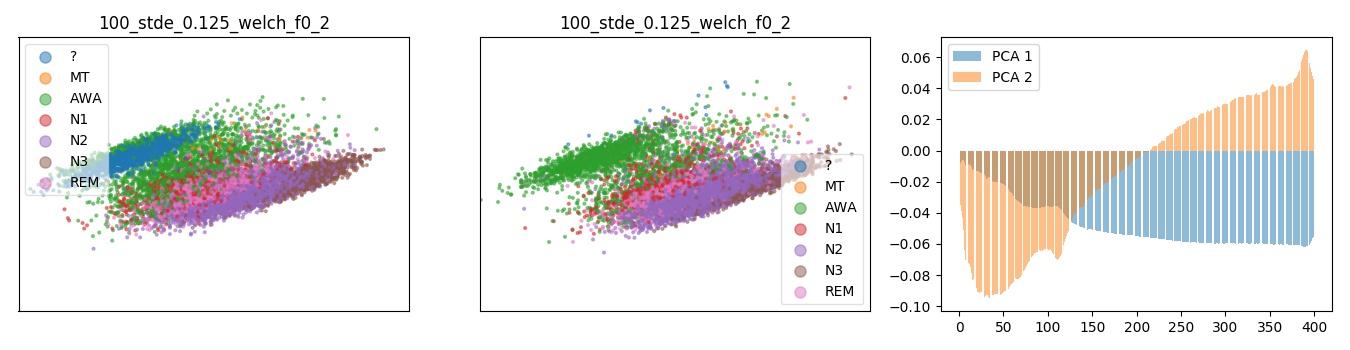 100_stde_0.125_welch_f0_2
?
MT
AWA
N1
N2
N3
REM
100_stde_0.125_welch_f0_2
?
MT
AWA
N1
N2
N3
REM
PCA 1
PCA 2
0.06
0.04
0.02
0.00
−0.02
−0.04
−0.06
−0.08
−0.10
0 50 100 150 200 250 300 350 400